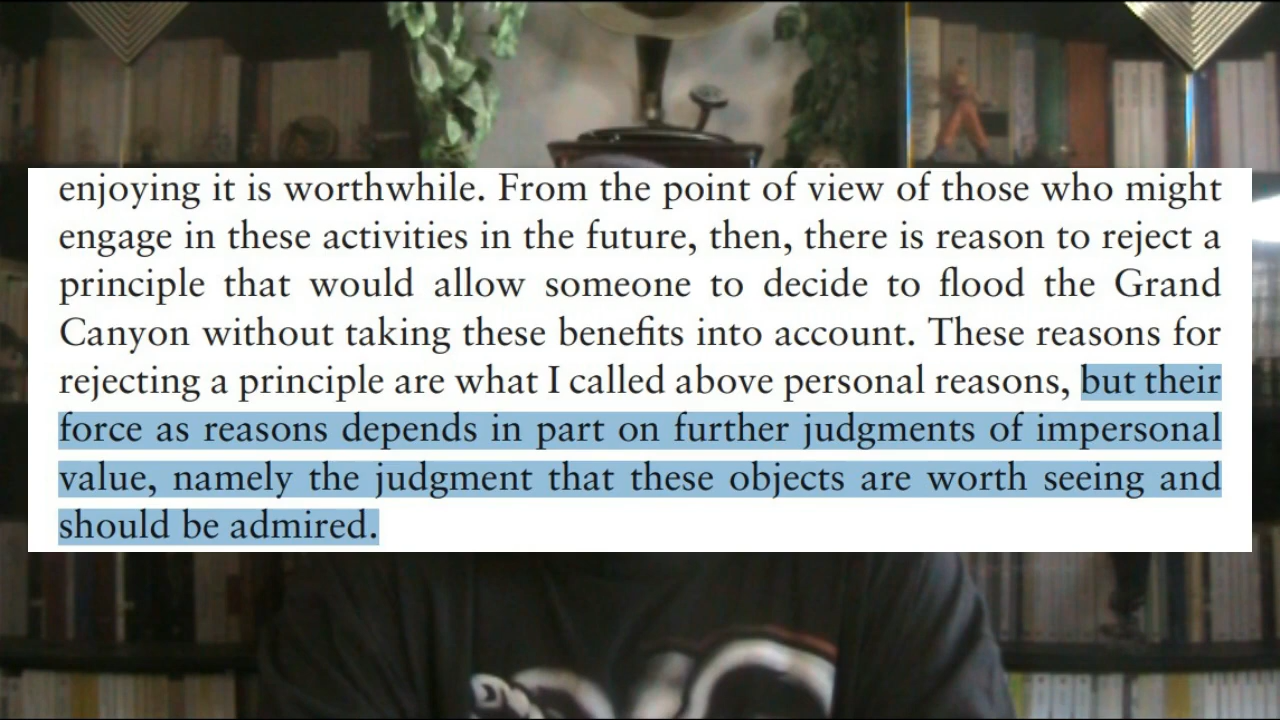 enjoying it is worthwhile. From the point of view of those who might
engage in these activities in the future, then, there is reason to reject a
principle that would allow someone to decide to flood the Grand
Canyon without taking these benefits into account. These reasons for
rejecting a principle are what I called above personal reasons, but their
force as reasons depends in part on further judgments of impersonal
value, namely the judgment that these objects are worth seeing and
should be admired.